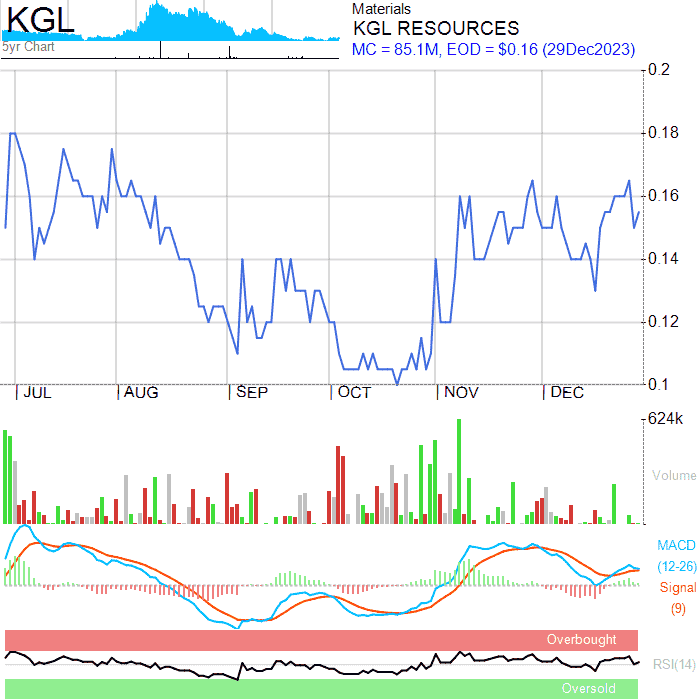 KGL
5yr Chart
Materials
KGL RESOURCES
MC = 85.1M, EOD = $0.16 (29Dec2023)
0.2
0.18
0.16
0.14
0.12
0.1
JUL AUG SEP OCT NOV DEC
624k
Volume
MACD
(12-26)
Signal
(9)
Overbought
RSI(14)
Oversold